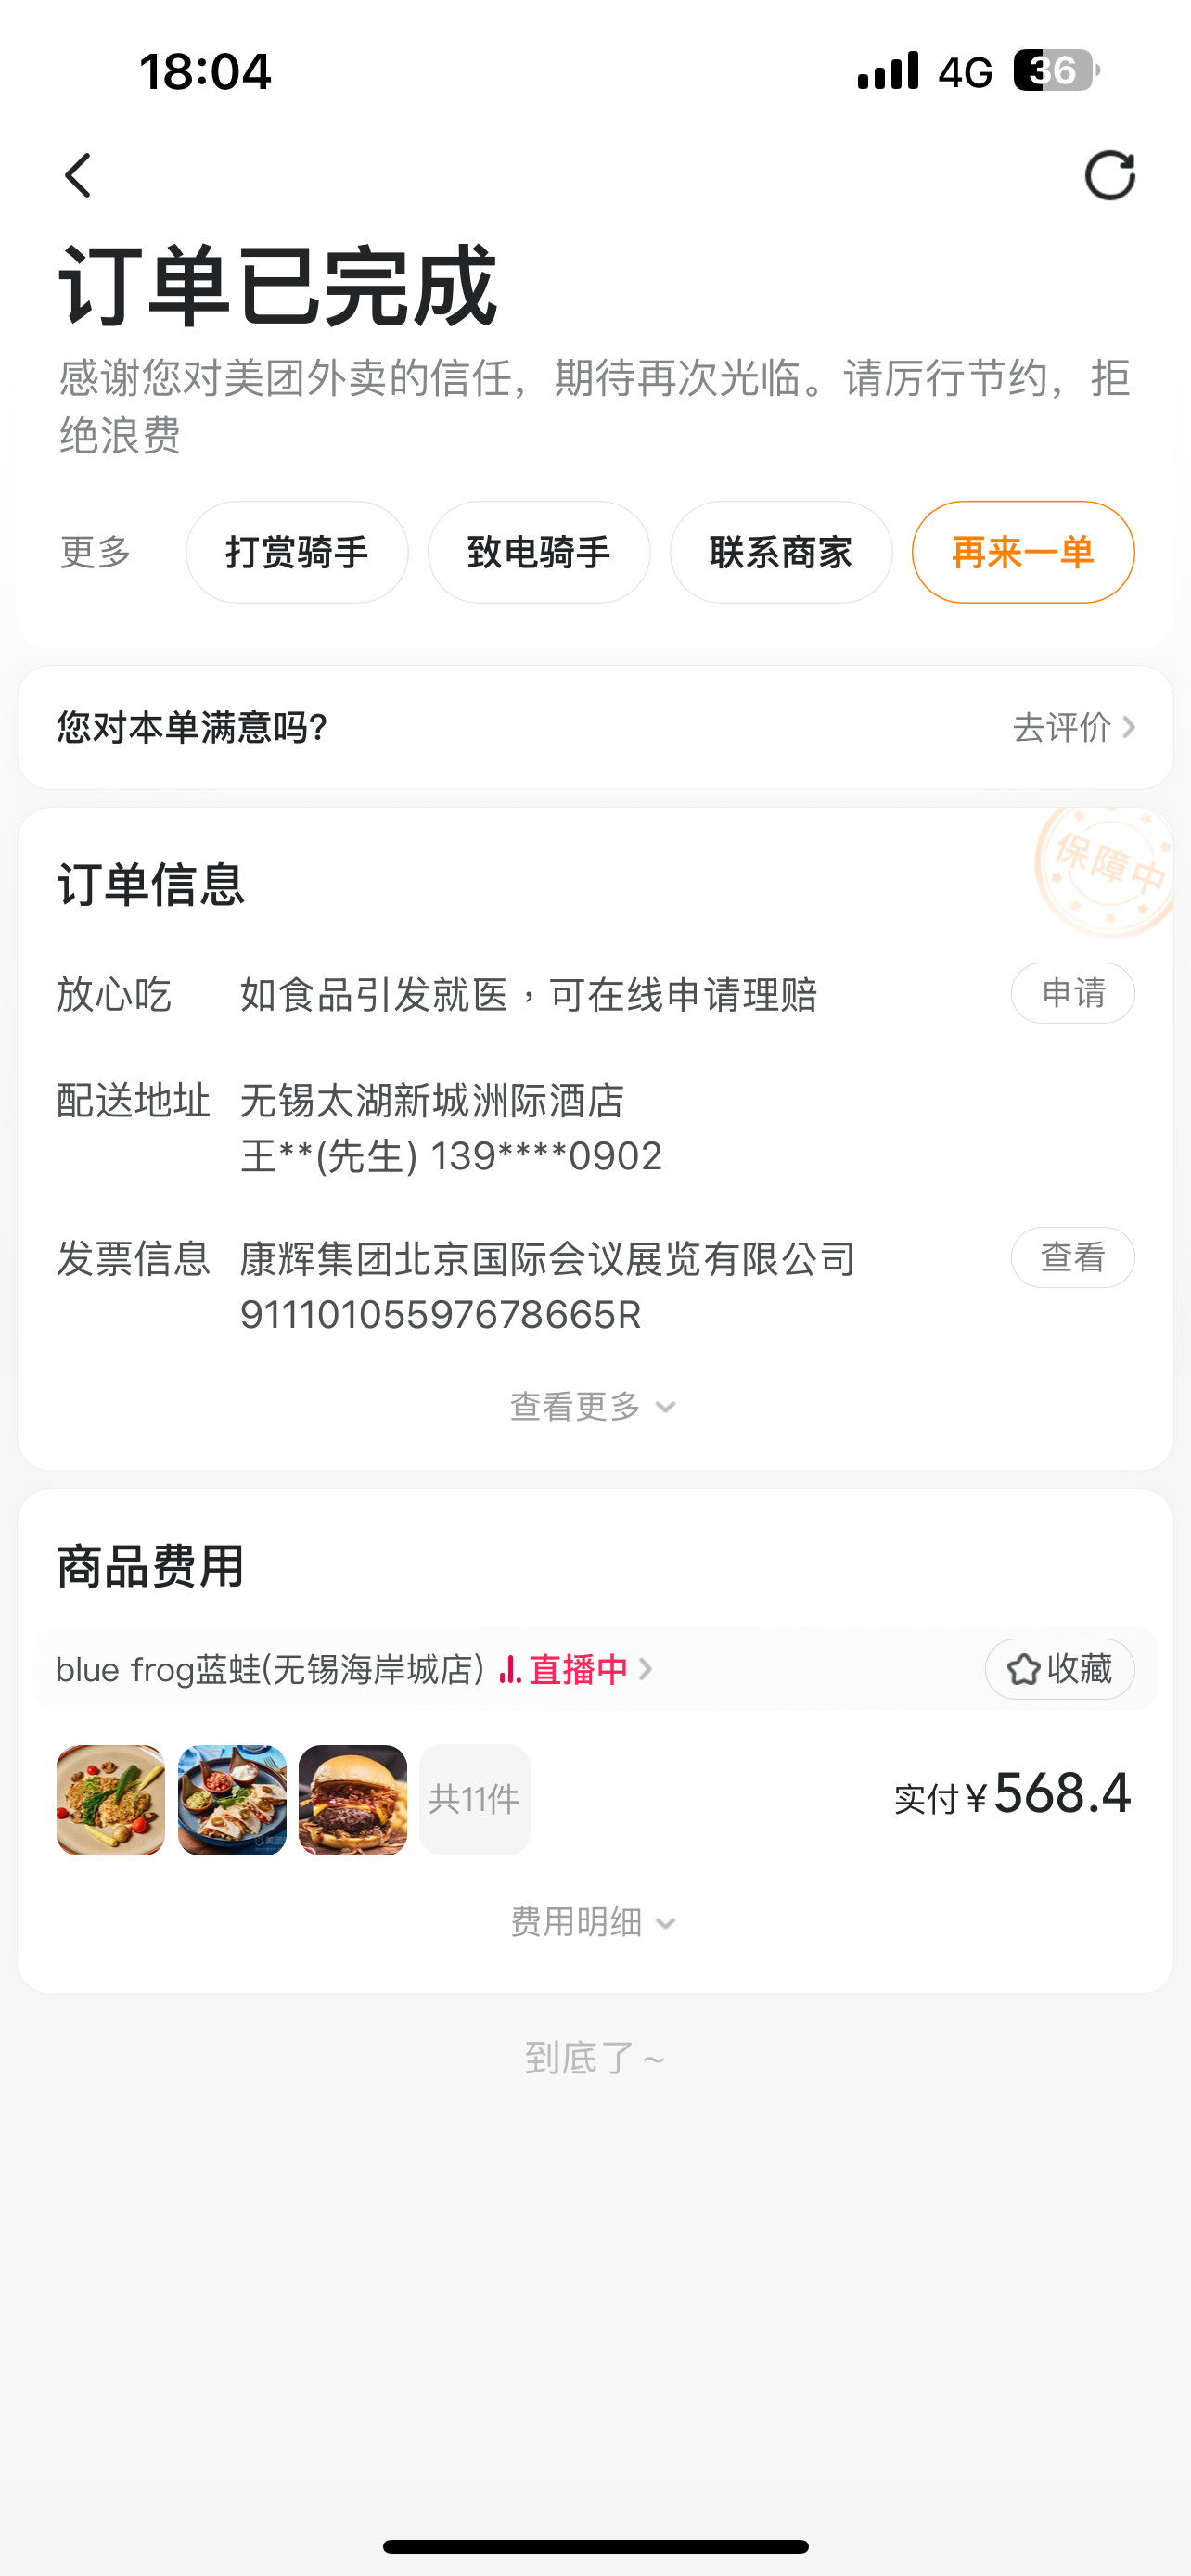 18:04
4G 36
订单已完成
感谢您对美团外卖的信任，期待再次光临。请厉行节约，拒
绝浪费
更多 打赏骑手 致电骑手 联系商家 再来一单
您对本单满意吗? 去评价
保障中
订单信息
放心吃 如食品引发就医，可在线申请理赔 申请
配送地址 无锡太湖新城洲际酒店
王**(先生) 139****0902
发票信息 康辉集团北京国际会议展览有限公司 查看
91110105597678665R
查看更多
商品费用
blue frog蓝蛙(无锡海岸城店) 直播中 收藏
共11件 实付¥568.4
费用明细
到底了~